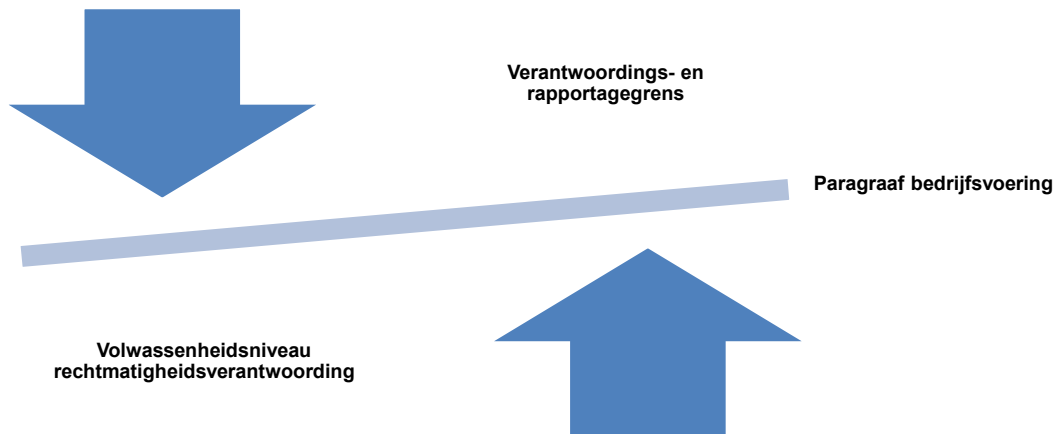 Verantwoordings- en
rapportagegrens
Paragraaf bedrijfsvoering
Volwassenheidsniveau
rechtmatigheidsverantwoording